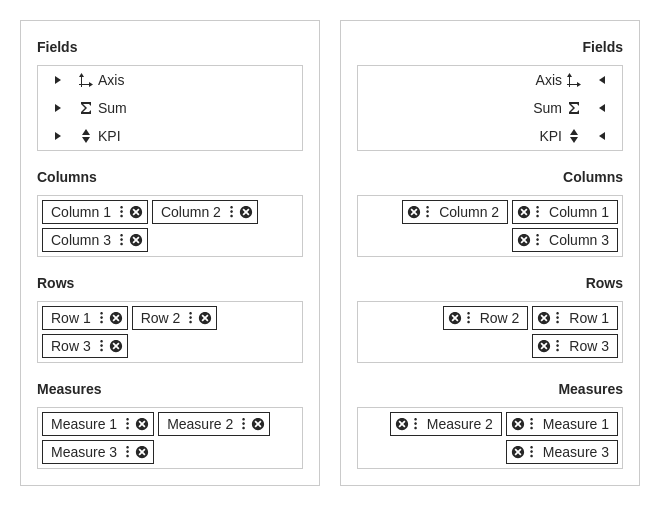 Fields
Axis
Sum
KPI
Columns
Column 1 Column 2
Column 3
Rows
Row 1 Row 2
Row 3
Measures
Measure 1 Measure 2
Measure 3
Fields
Axis
Sum
KPI
Columns
Column 2 Column 1
Column 3
Rows
Row 2 Row 1
Row 3
Measures
Measure 2 Measure 1
Measure 3